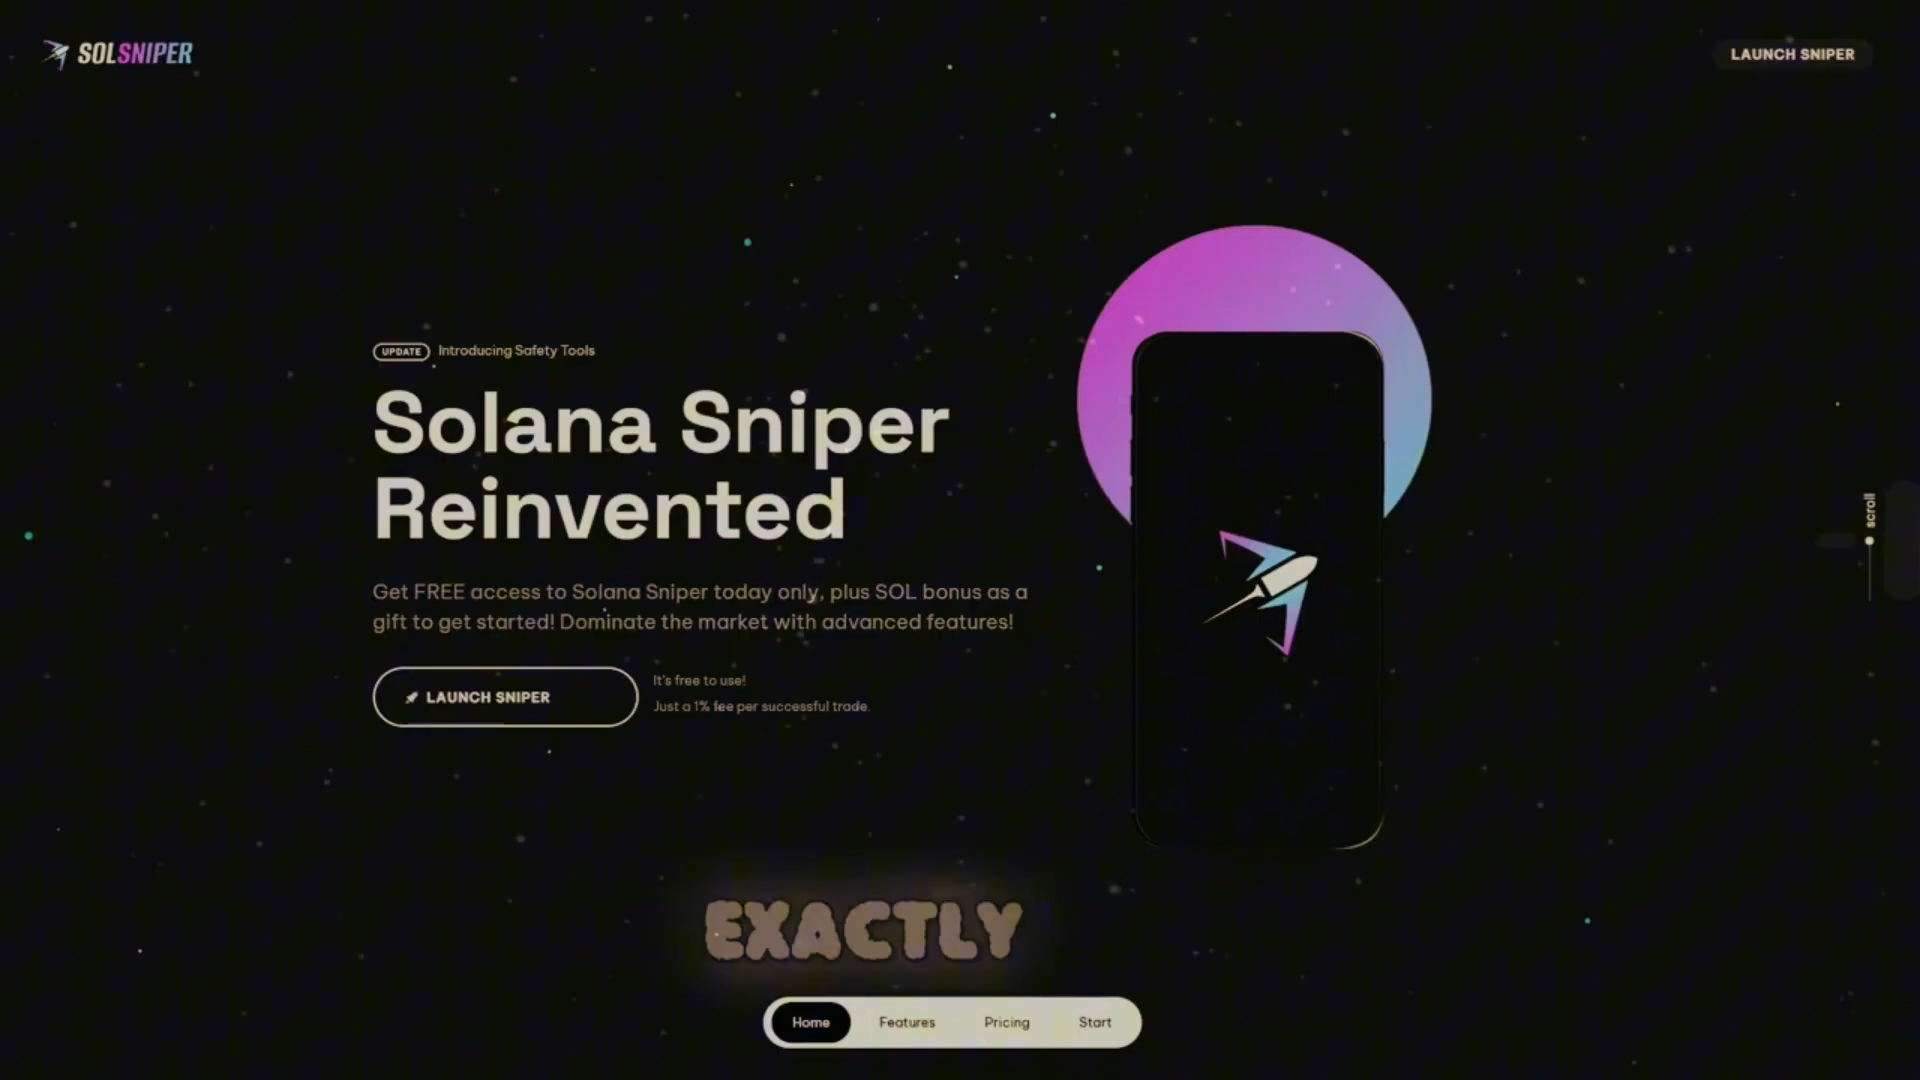 SOLSNIPER
LAUNCH SNIPER
UPDATE Introducing Safety Tools
Solana Sniper
Reinvented
Get FREE access to Solana Sniper today only, plus SOL bonus as a
gift to get started! Dominate the market with advanced features!
LAUNCH SNIPER
It's free to use!
Just a 1% fee per successful trade.
scroll
EXACTLY
Home Features Pricing Start